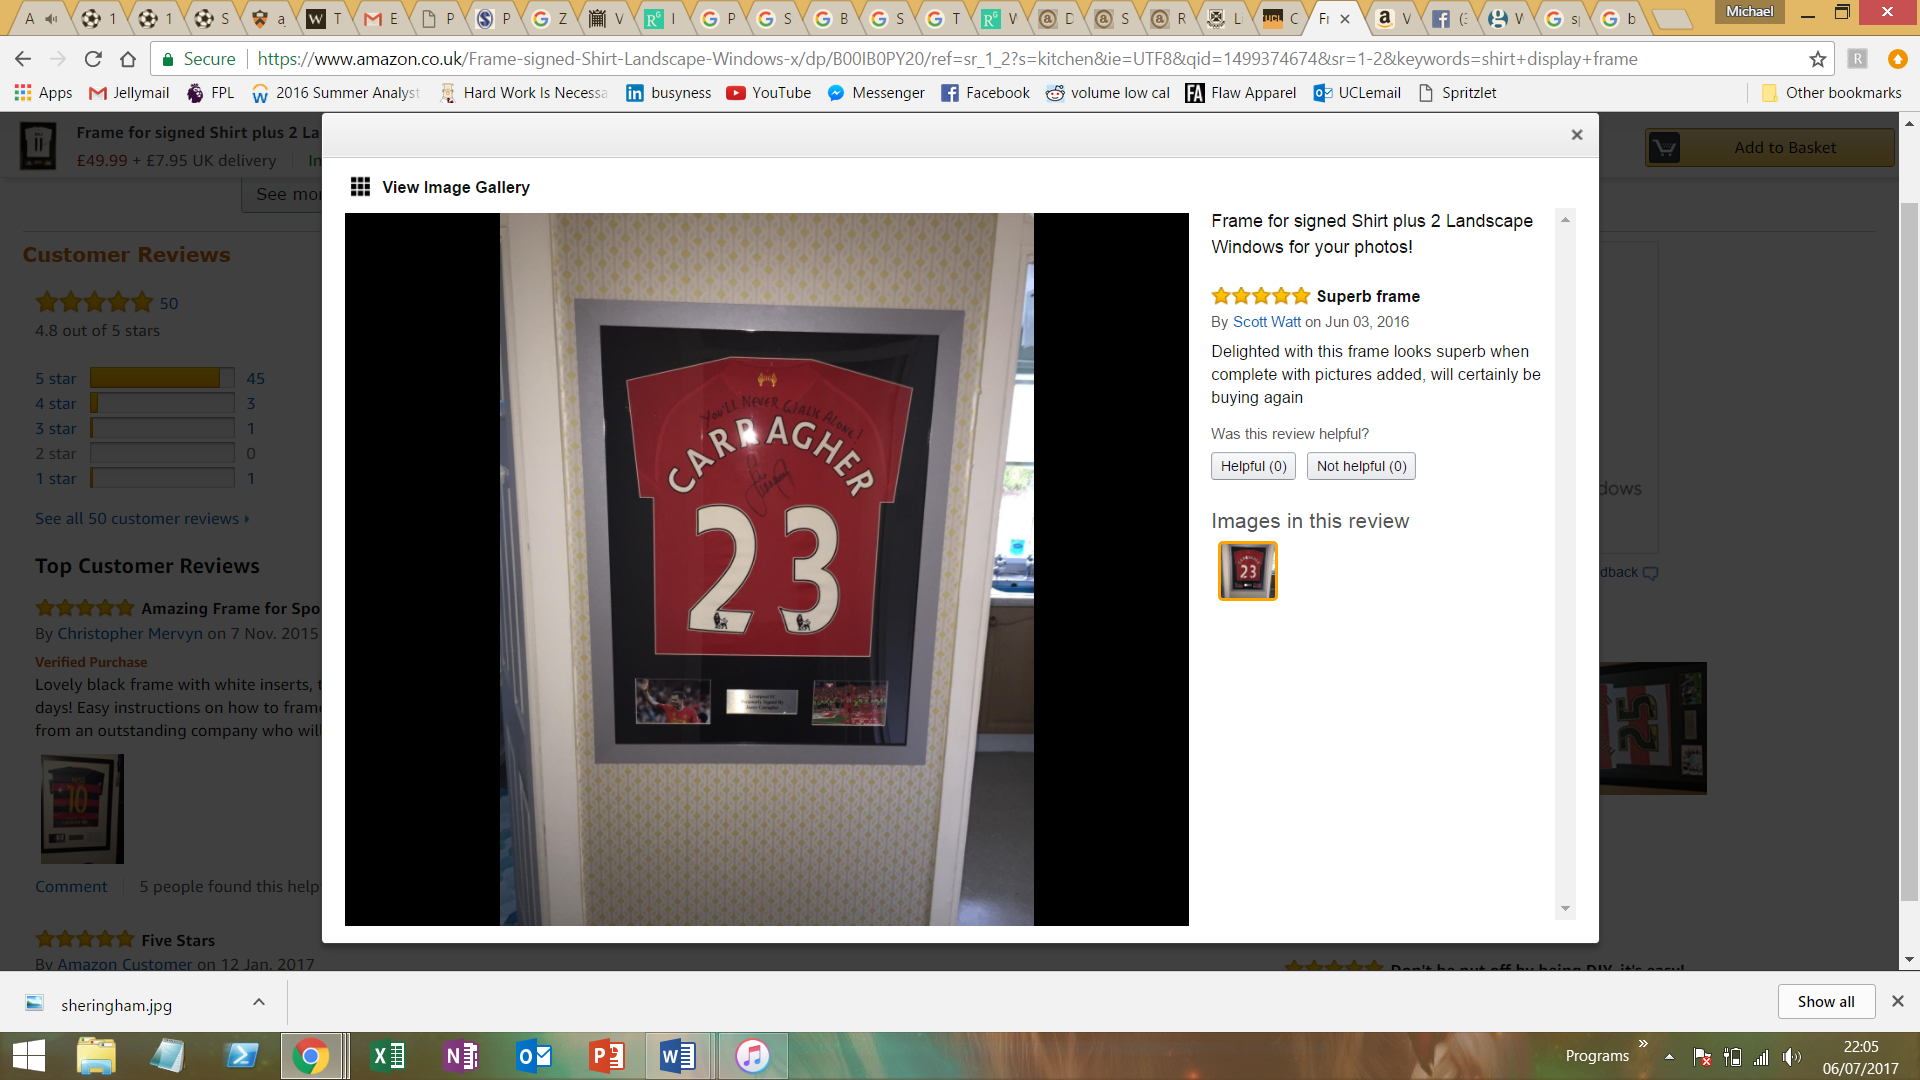 A
1
1
S
a
T
E
P
P
Z
V
I
P
S
B
S
T
V
D
S
R
L
C
Fr
V
(3
W
s
b
Michael
Secure
https://www.amazon.co.uk/Frame-signed-Shirt-Landscape-Windows-x/dp/B00IB0PY20/ref=sr_1_2?s=kitchen&ie=UTF8&qid=1499374674&sr=1-2&keywords=shirt+display+frame
R
Apps Jellymail FPL 2016 Summer Analyst Hard Work Is Necessa busyness YouTube Messenger Facebook volume low cal Flaw Apparel UCLemail Spritzlet Other bookmarks
Frame for signed Shirt plus 2 La
£49.99 + £7.95 UK delivery In
Add to Basket
See mo
Customer Reviews
50
4.8 out of 5 stars
5 star 45
4 star 3
3 star 1
2 star 0
1 star 1
See all 50 customer reviews
Top Customer Reviews
Amazing Frame for Spo
By Christopher Mervyn on 7 Nov. 2015
Verified Purchase
Lovely black frame with white inserts, t
days! Easy instructions on how to frame
from an outstanding company who will
Comment 5 people found this help
Five Stars
By Amazon Customer on 12 Jan. 2017
View Image Gallery
You'll Never Walk Alone!
CARRAGHER
23
Liverpool FC
Personally Signed By
Jamie Carragher
Frame for signed Shirt plus 2 Landscape
Windows for your photos!
Superb frame
By Scott Watt on Jun 03, 2016
Delighted with this frame looks superb when
complete with pictures added, will certainly be
buying again
Was this review helpful?
Helpful (0) Not helpful (0)
Images in this review
23
dows
dback
Don't be put off by being DIY, it's easy!
sheringham.jpg
Show all
Programs
22:05
06/07/2017